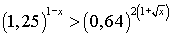 (1,25)^{1-x} > (0,64)^{2(1+\sqrt{x})}